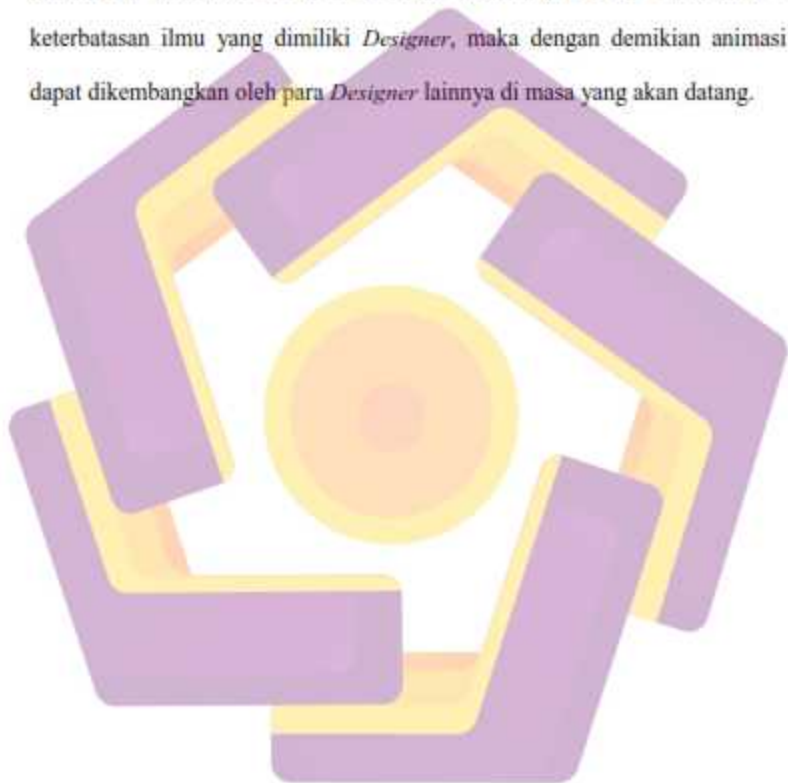 keterbatasan ilmu yang dimiliki Designer, maka dengan demikian animasi
dapat dikembangkan oleh para Designer lainnya di masa yang akan datang.